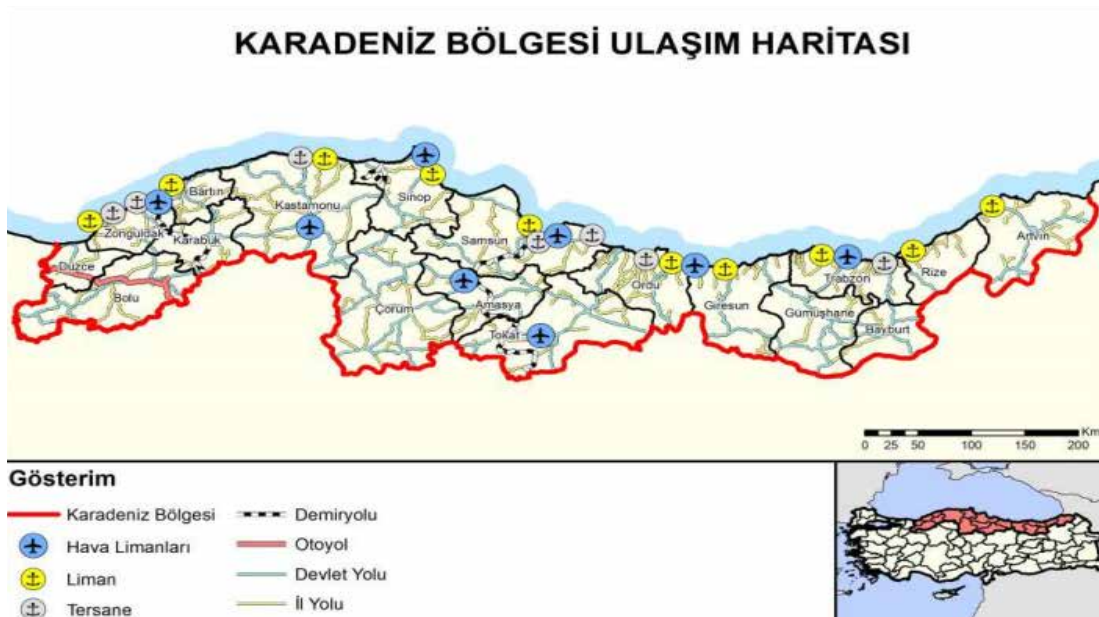 KARADENİZ BÖLGESİ ULAŞIM HARİTASI
Bartın
Kastamonu
Sinop
Zonguldak
Karabük
Samsun
Düzce
Bolu
Çorum
Amasya
Tokat
Ordu
Giresun
Trabzon
Rize
Artvin
Gümüşhane
Bayburt
Km
0 25 50 100 150 200
Gösterim
Karadeniz Bölgesi
Hava Limanları
Liman
Tersane
Demiryolu
Otoyol
Devlet Yolu
İl Yolu